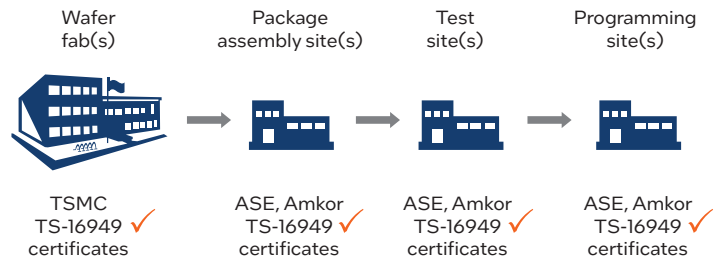 Wafer
fab(s)
Package
assembly site(s)
Test
site(s)
Programming
site(s)
TSMC
TS-16949
certificates
ASE, Amkor
TS-16949
certificates
ASE, Amkor
TS-16949
certificates
ASE, Amkor
TS-16949
certificates